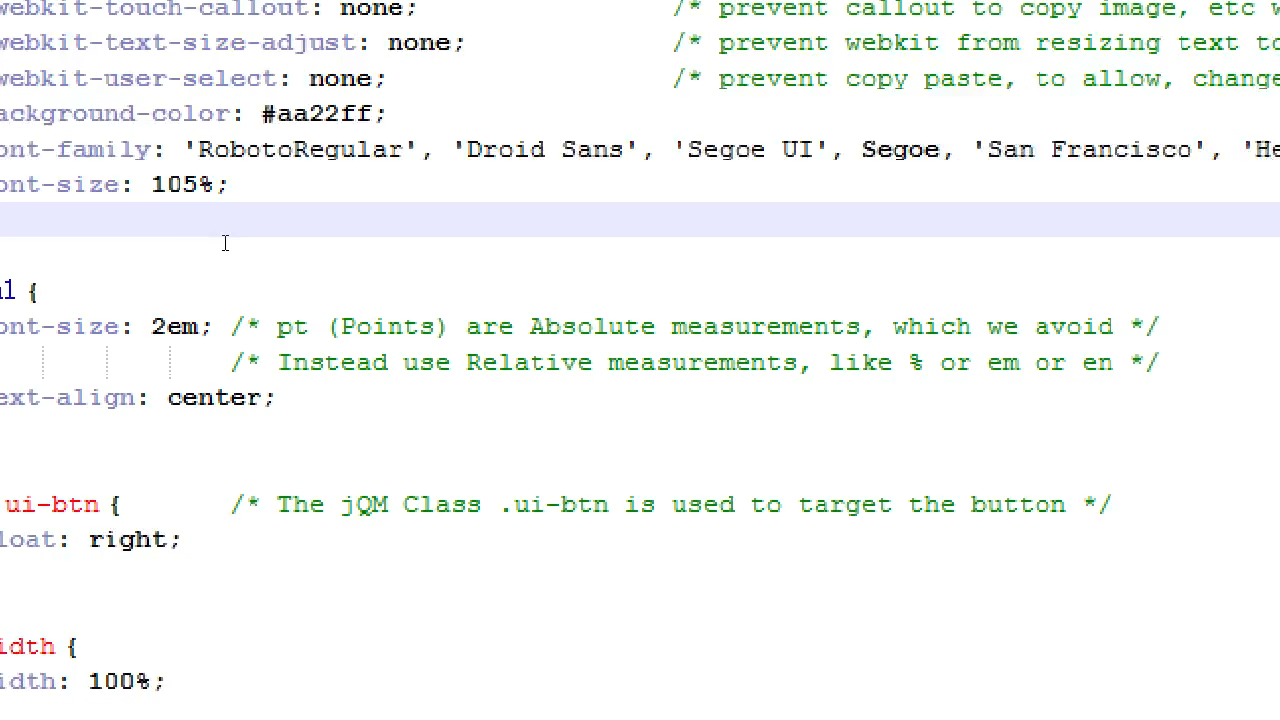 webkit-touch-callout: none; /* prevent callout to copy image, etc
webkit-text-size-adjust: none; /* prevent webkit from resizing text
webkit-user-select: none; /* prevent copy paste, to allow, change
ackground-color: #aa22ff;
ont-family: 'RobotoRegular', 'Droid Sans', 'Segoe UI', Segoe, 'San Francisco', 'He
ont-size: 105%;
{
ont-size: 2em; /* pt (Points) are Absolute measurements, which we avoid */
/* Instead use Relative measurements, like % or em or en */
ext-align: center;
ui-btn { /* The jQM Class .ui-btn is used to target the button */
loat: right;
idth {
idth: 100%;